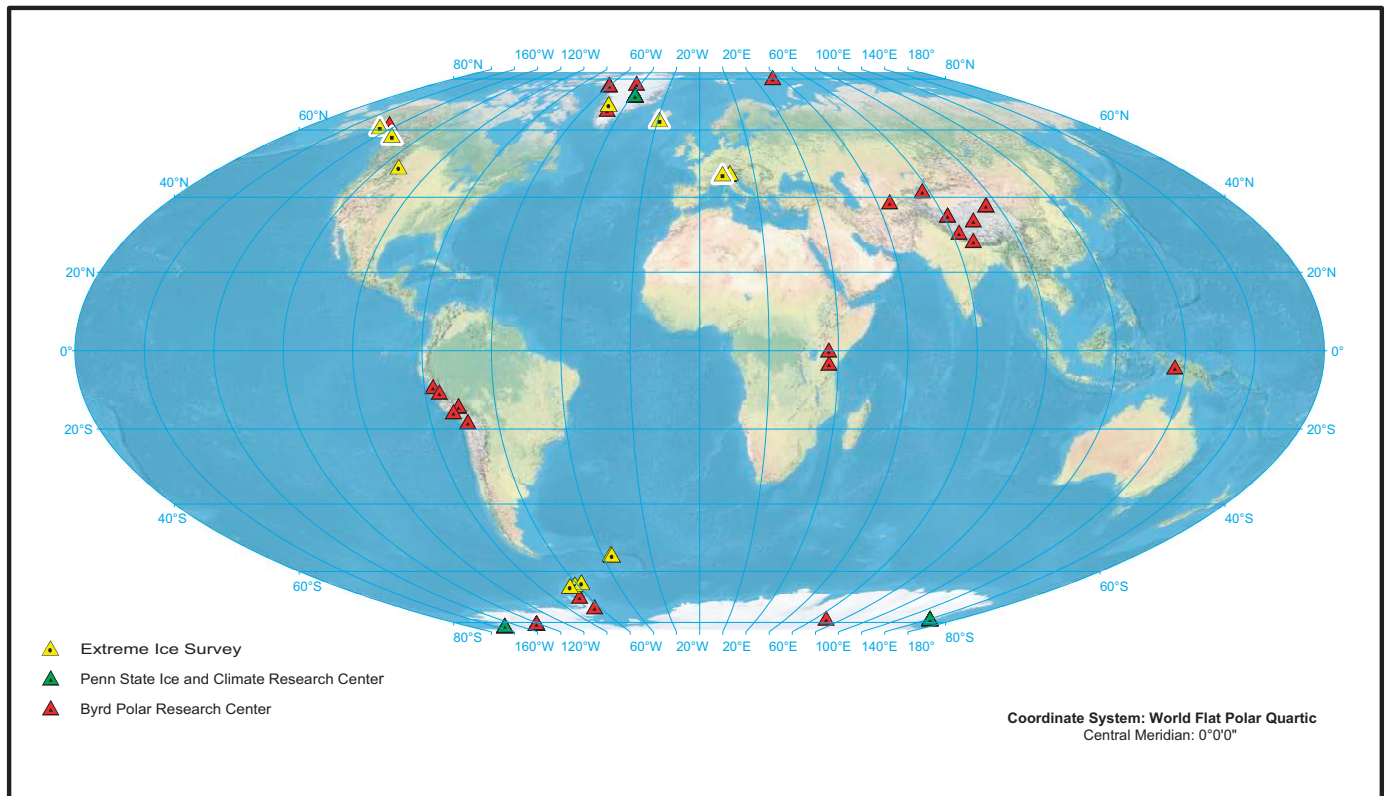 160°W 120°W 60°W 20°W 20°E 60°E 100°E 140°E 180°
80°N 80°N
60°N 60°N
40°N 40°N
20°N 20°N
0° 0°
20°S 20°S
40°S 40°S
60°S 60°S
80°S 80°S
160°W 120°W 60°W 20°W 20°E 60°E 100°E 140°E 180°
Extreme Ice Survey
Penn State Ice and Climate Research Center
Byrd Polar Research Center
Coordinate System: World Flat Polar Quartic
Central Meridian: 0°0'0"